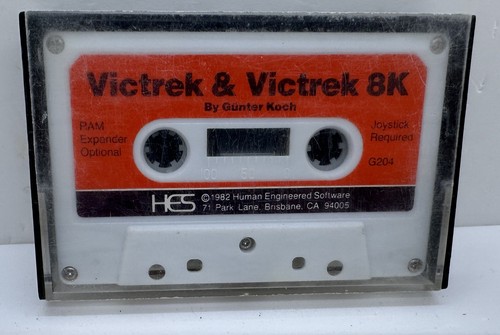 Victrek & Victrek 8K
By Gunter Koch
RAM
Expander
Optional
Joystick
Required
G204
HES
©1982 Human Engineered Software
71 Park Lane, Brisbane, CA 94005